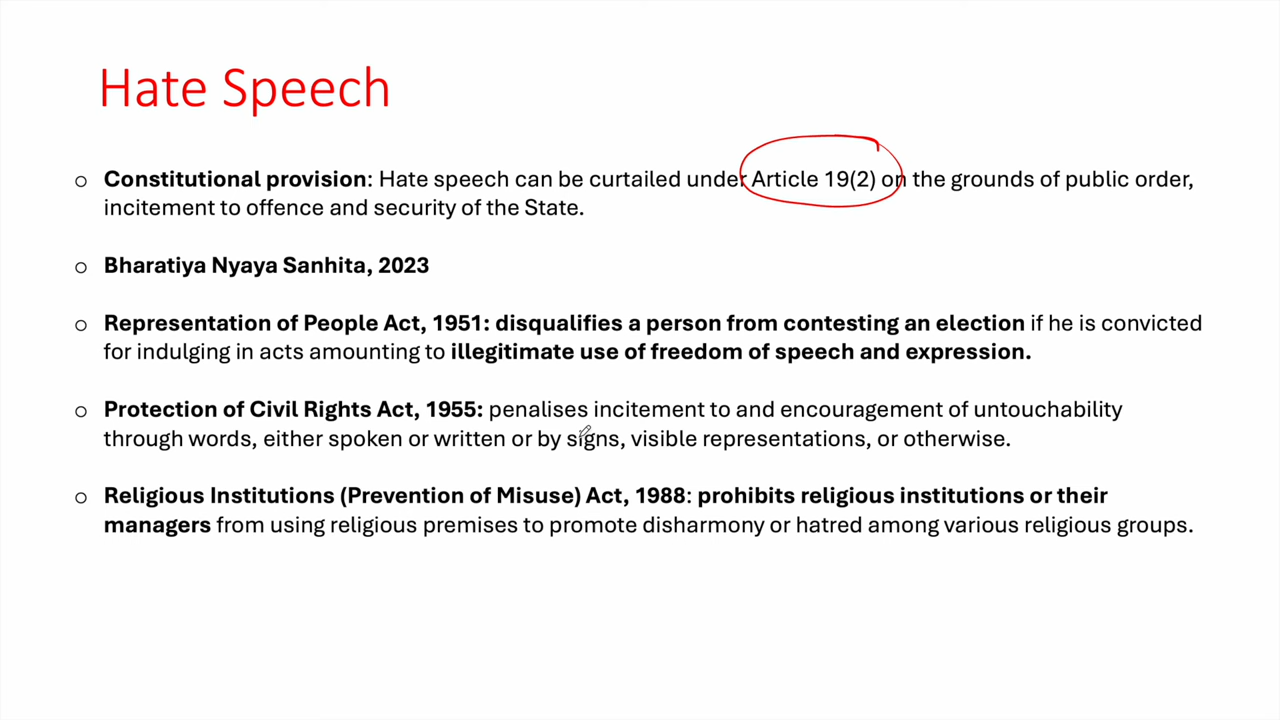 Hate Speech
o Constitutional provision: Hate speech can be curtailed under Article 19(2) on the grounds of public order,
incitement to offence and security of the State.
o Bharatiya Nyaya Sanhita, 2023
o Representation of People Act, 1951: disqualifies a person from contesting an election if he is convicted
for indulging in acts amounting to illegitimate use of freedom of speech and expression.
o Protection of Civil Rights Act, 1955: penalises incitement to and encouragement of untouchability
through words, either spoken or written or by signs, visible representations, or otherwise.
o Religious Institutions (Prevention of Misuse) Act, 1988: prohibits religious institutions or their
managers from using religious premises to promote disharmony or hatred among various religious groups.